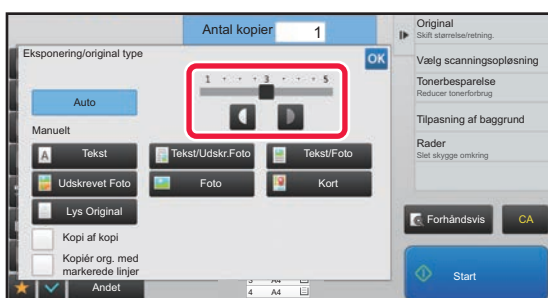 Antal kopier 1
Eksponering/original type
OK
1 3 5
Auto
Manuelt
Tekst
Tekst/Udskr.Foto
Tekst/Foto
Udskrevet Foto
Foto
Kort
Lys Original
Kopi af kopi
Kopiér org. med
markerede linjer
Andet
3 A4
4 A4
Original
Skift størrelse/retning.
Vælg scanningsopløsning
Tonerbesparelse
Reducer tonerforbrug
Tilpasning af baggrund
Rader
Slet skygge omkring
Forhåndsvis
CA
Start